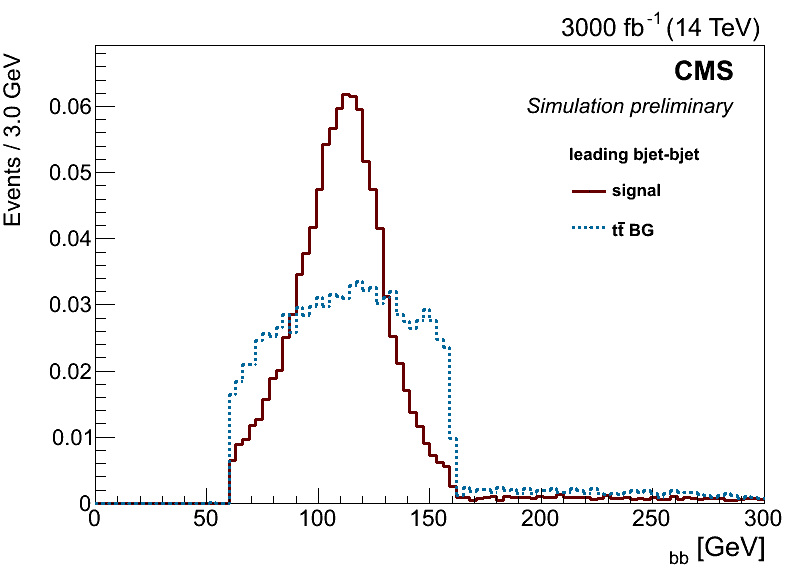 3000 fb⁻¹ (14 TeV)
CMS
Simulation preliminary
leading bjet-bjet
signal
tt̄ BG
Events / 3.0 GeV
0.06
0.05
0.04
0.03
0.02
0.01
0
0 50 100 150 200 250 300
bb [GeV]